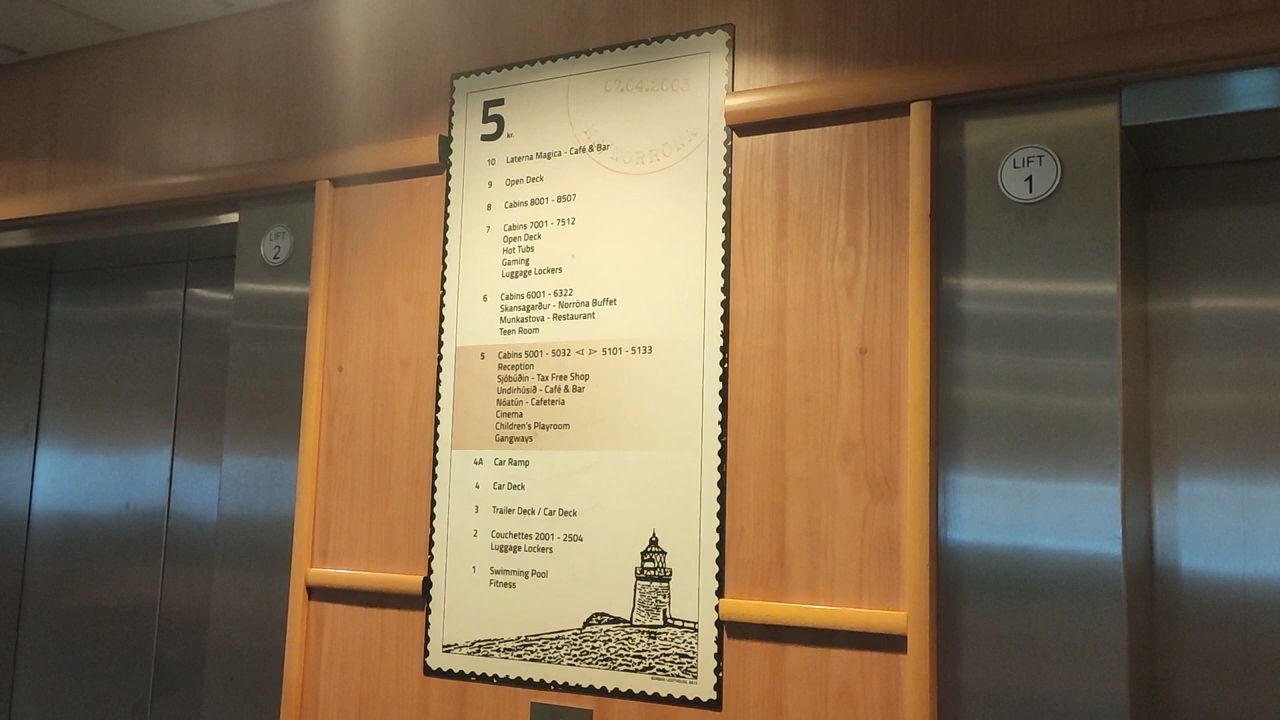 LIFT
2
LIFT
1
07.04.2003
MS NORRÖNA
5 kr.
10 Laterna Magica - Café & Bar
9 Open Deck
8 Cabins 8001 - 8507
7 Cabins 7001 - 7512
Open Deck
Hot Tubs
Gaming
Luggage Lockers
6 Cabins 6001 - 6322
Skansagarður - Norröna Buffet
Munkastova - Restaurant
Teen Room
5 Cabins 5001 - 5032 < > 5101 - 5133
Reception
Sjóbúðin - Tax Free Shop
Undirhúsið - Café & Bar
Nóatún - Cafeteria
Cinema
Children's Playroom
Gangways
4A Car Ramp
4 Car Deck
3 Trailer Deck / Car Deck
2 Couchettes 2001 - 2504
Luggage Lockers
1 Swimming Pool
Fitness